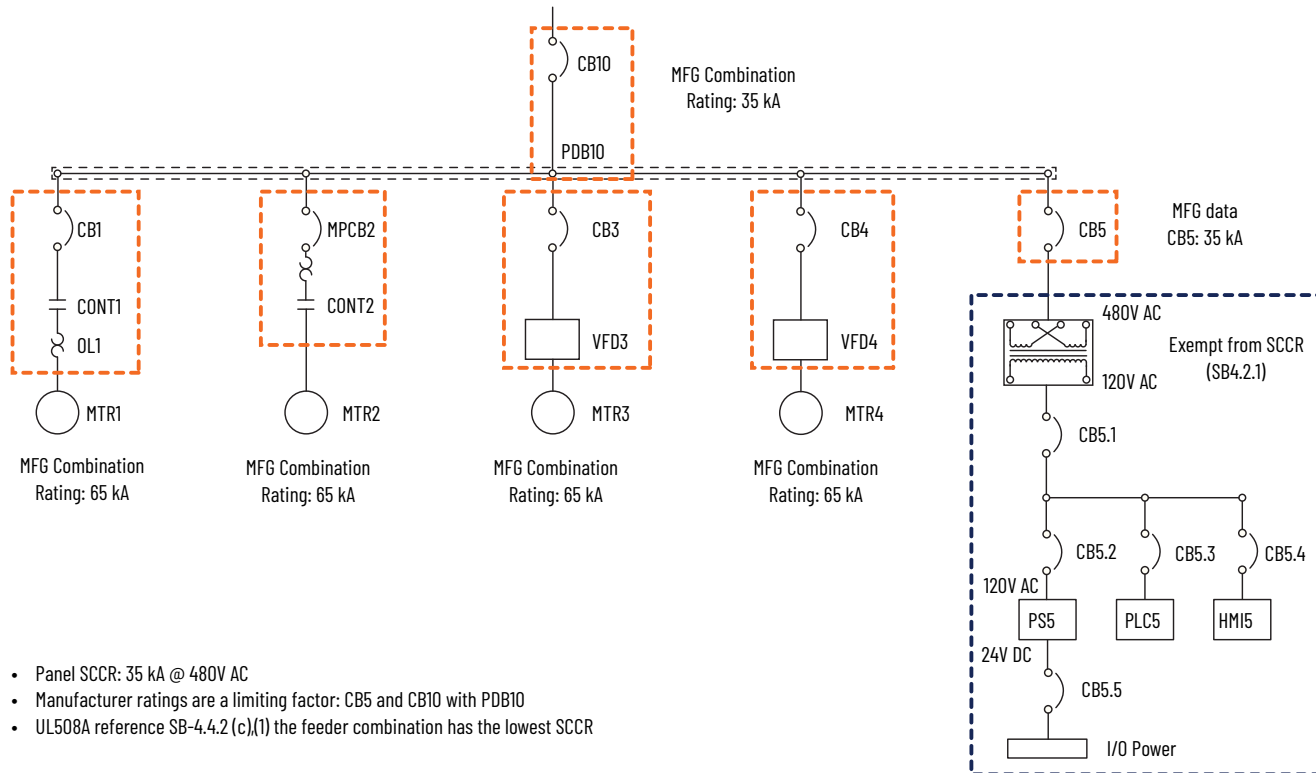 CB10
MFG Combination
Rating: 35 kA
PDB10
CB1
CONT1
OL1
MTR1
MFG Combination
Rating: 65 kA
MPCB2
CONT2
MTR2
MFG Combination
Rating: 65 kA
CB3
VFD3
MTR3
MFG Combination
Rating: 65 kA
CB4
VFD4
MTR4
MFG Combination
Rating: 65 kA
CB5
MFG data
CB5: 35 kA
480V AC
Exempt from SCCR
(SB4.2.1)
120V AC
CB5.1
CB5.2
CB5.3
CB5.4
120V AC
PS5
PLC5
HMI5
24V DC
CB5.5
I/O Power
• Panel SCCR: 35 kA @ 480V AC
• Manufacturer ratings are a limiting factor: CB5 and CB10 with PDB10
• UL508A reference SB-4.4.2 (c),(1) the feeder combination has the lowest SCCR